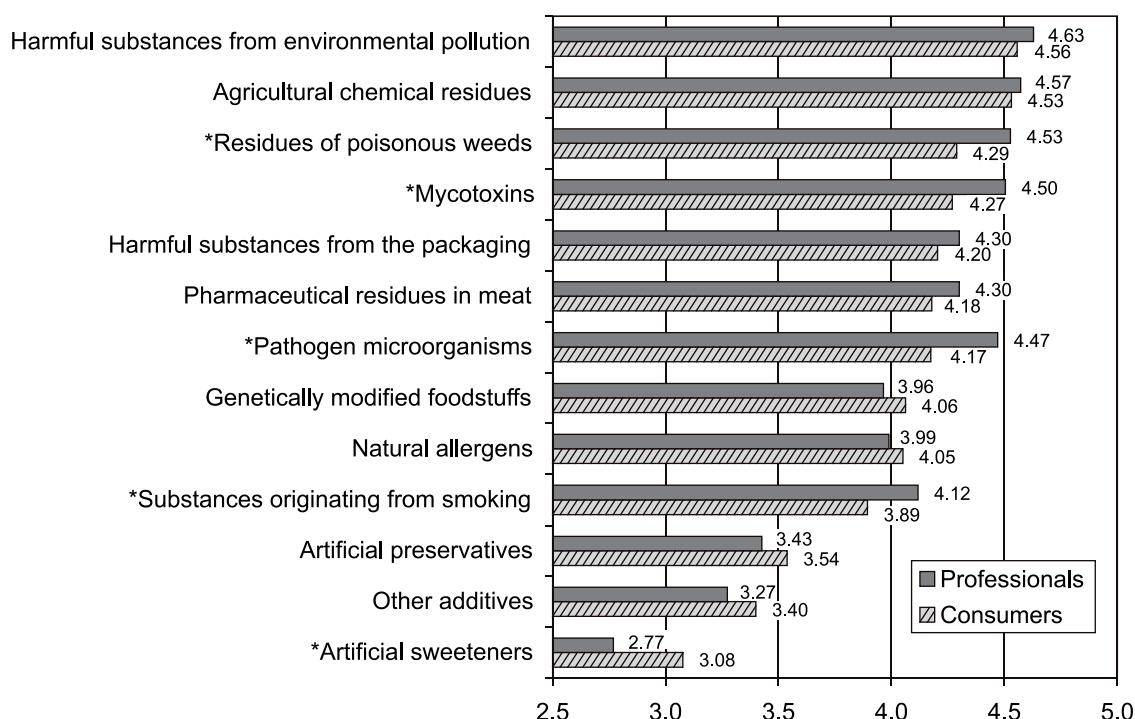 Harmful substances from environmental pollution
4.63
4.56
Agricultural chemical residues
4.57
4.53
*Residues of poisonous weeds
4.53
4.29
*Mycotoxins
4.50
4.27
Harmful substances from the packaging
4.30
4.20
Pharmaceutical residues in meat
4.30
4.18
*Pathogen microorganisms
4.47
4.17
Genetically modified foodstuffs
3.96
4.06
Natural allergens
3.99
4.05
*Substances originating from smoking
4.12
3.89
Artificial preservatives
3.43
3.54
Other additives
3.27
3.40
*Artificial sweeteners
2.77
3.08
Professionals
Consumers
2.5 3.0 3.5 4.0 4.5 5.0